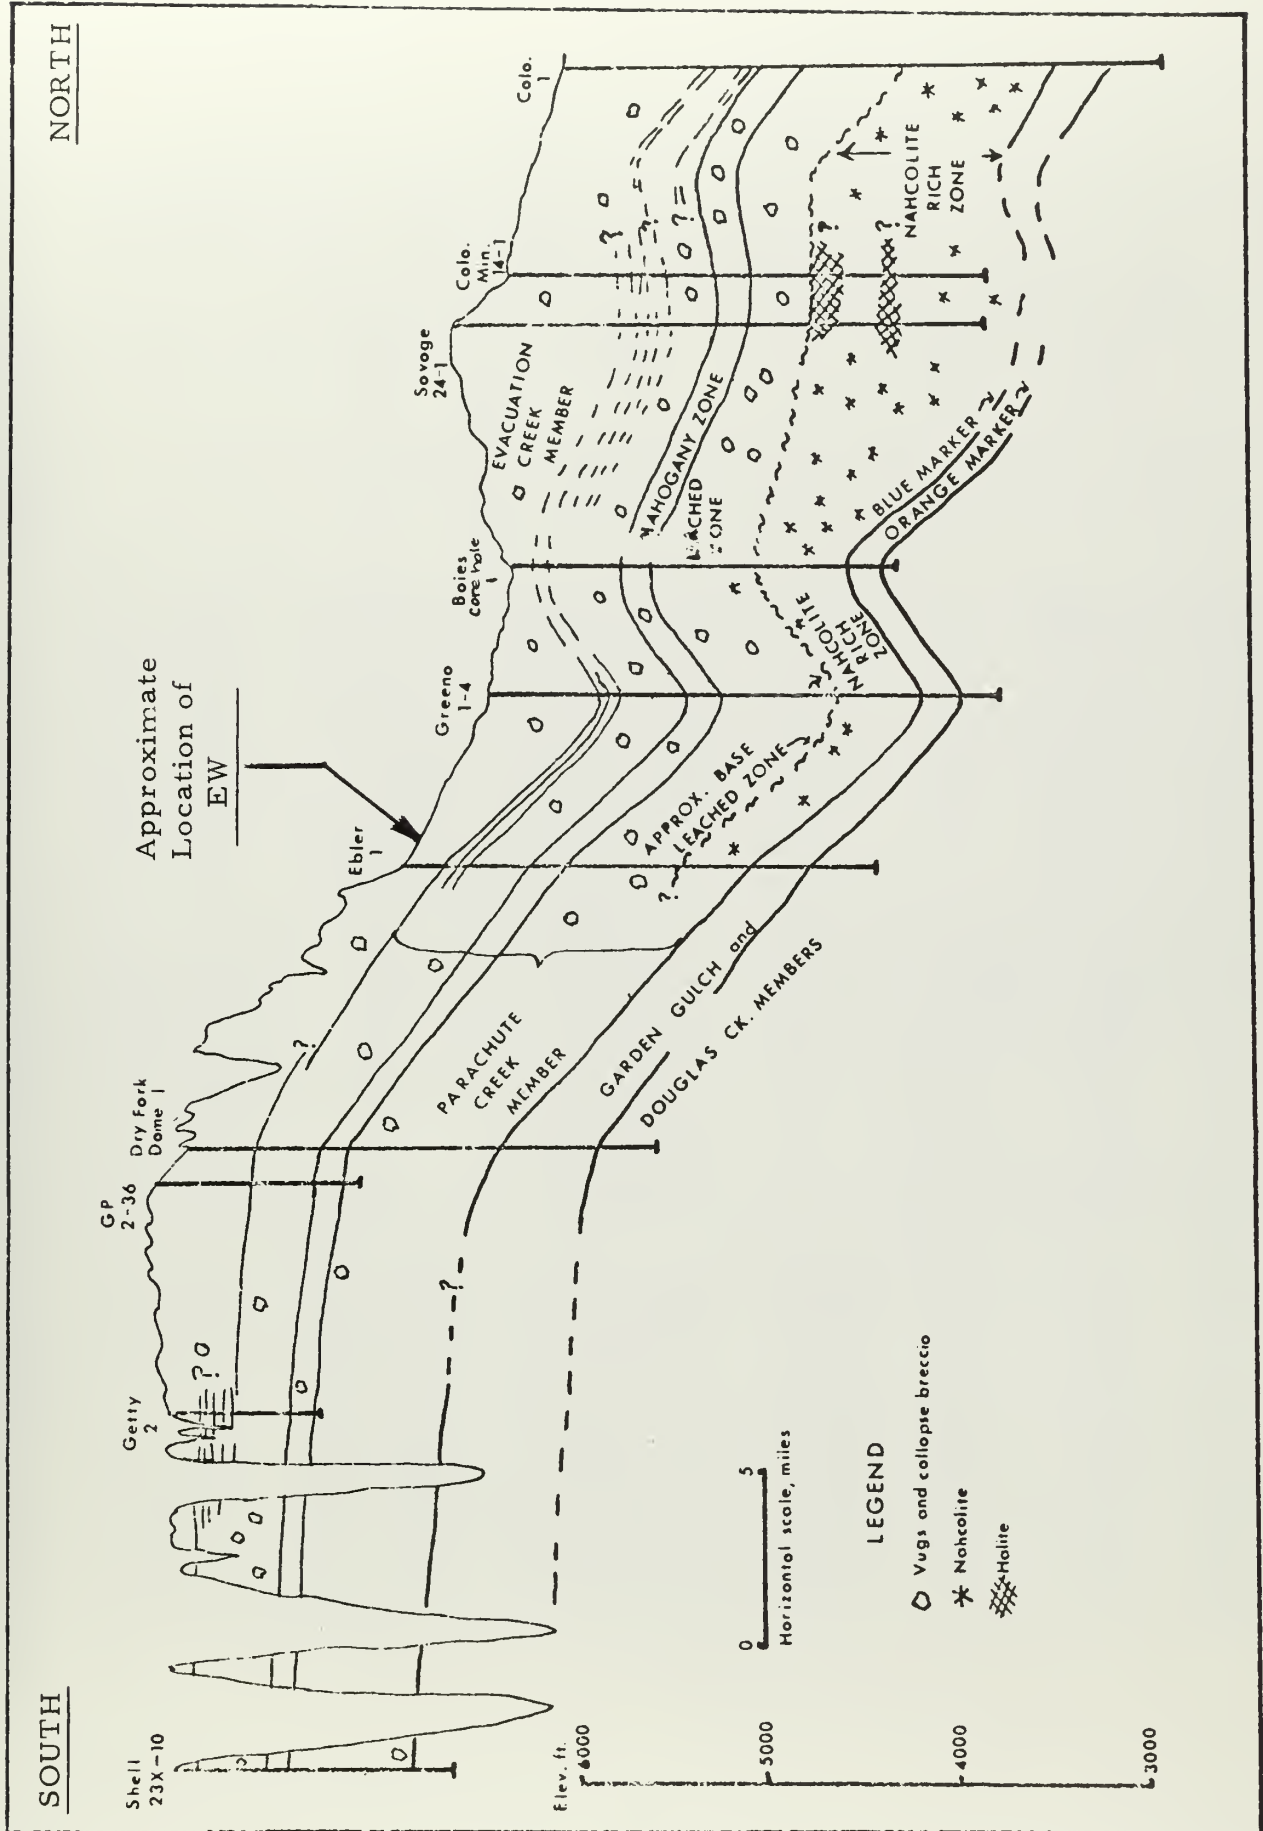 SOUTH
NORTH
Shell
23X-10
Getty
2
GP
2-36
Dry Fork
Dome 1
Ebler
1
Approximate
Location of
EW
Greeno
1-4
Boies
core hole
1
Savage
24-1
Colo.
Min.
14-1
Colo.
1
EVACUATION
CREEK
MEMBER
MAHOGANY ZONE
LEACHED
ZONE
NAHCOLITE
RICH
ZONE
NAHCOLITE
RICH
ZONE
BLUE MARKER
ORANGE MARKER
APPROX. BASE
LEACHED ZONE
PARACHUTE
CREEK
MEMBER
GARDEN GULCH and
DOUGLAS CK. MEMBERS
? O
?
?
?
?
?
?
?
?
Elev. ft.
6000
5000
4000
3000
0 5
Horizontal scale, miles
LEGEND
Vugs and collapse breccia
Nahcolite
Halite